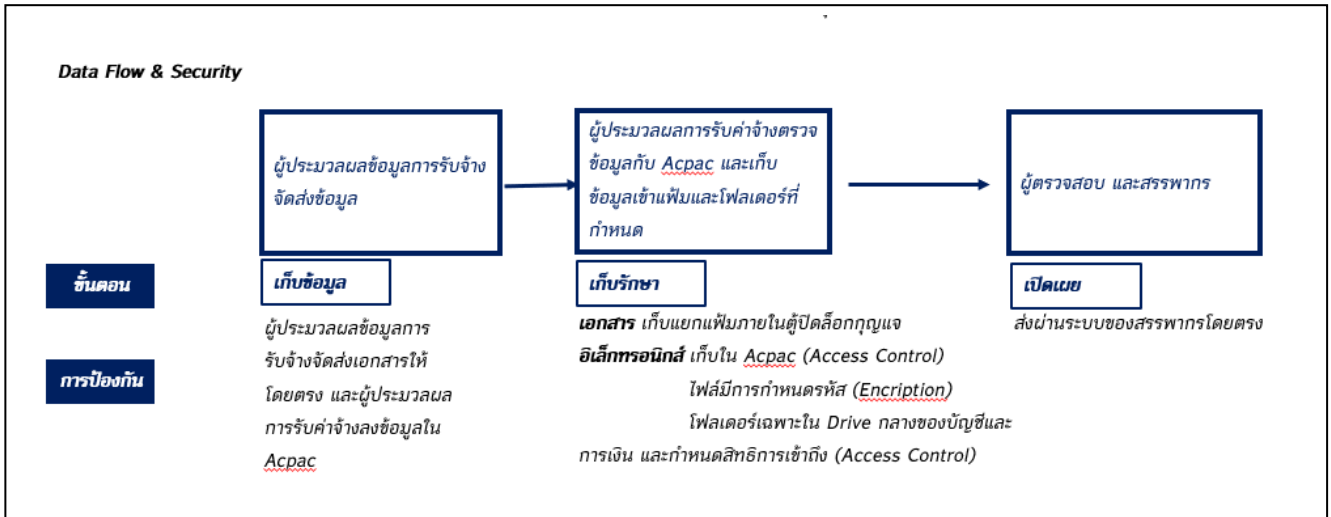 Data Flow & Security
ผู้ประมวลผลข้อมูลการรับจ้าง
จัดส่งข้อมูล
ผู้ประมวลผลการรับค่าจ้างตรวจ
ข้อมูลกับ Acpac และเก็บ
ข้อมูลเข้าแฟ้มและโฟลเดอร์ที่
กำหนด
ผู้ตรวจสอบ และสรรพากร
ขั้นตอน
เก็บข้อมูล
เก็บรักษา
เปิดเผย
การป้องกัน
ผู้ประมวลผลข้อมูลการ
รับจ้างจัดส่งเอกสารให้
โดยตรง และผู้ประมวลผล
การรับค่าจ้างลงข้อมูลใน
Acpac
เอกสาร เก็บแยกแฟ้มภายในตู้ปิดล็อกกุญแจ
อิเล็กทรอนิกส์ เก็บใน Acpac (Access Control)
ไฟล์มีการกำหนดรหัส (Encription)
โฟลเดอร์เฉพาะใน Drive กลางของบัญชีและ
การเงิน และกำหนดสิทธิการเข้าถึง (Access Control)
ส่งผ่านระบบของสรรพากรโดยตรง